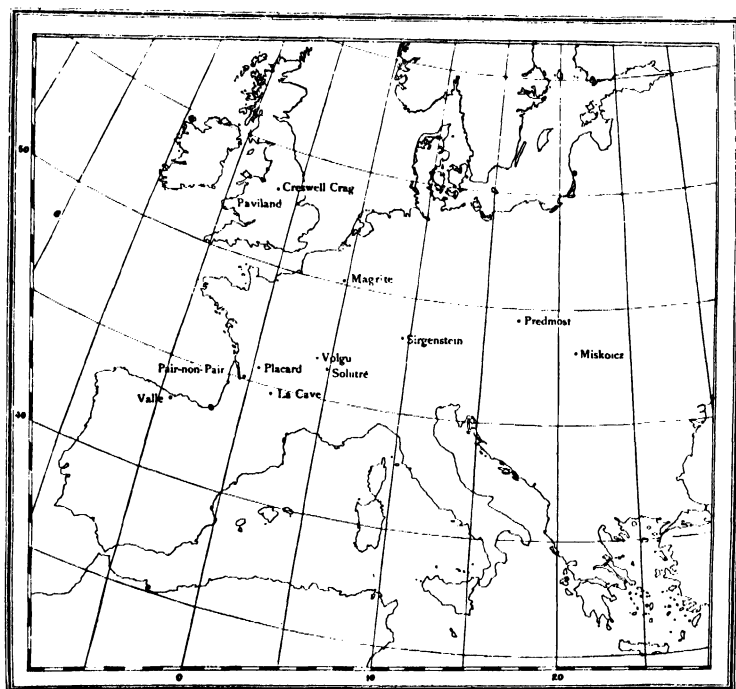 50
Creswell Crag
Paviland
Magrite
Predmost
Sirgenstein
Volgu
Miskolcz
Pair-non-Pair
Placard
Solutré
Valle
La Cave
40
0
10
20